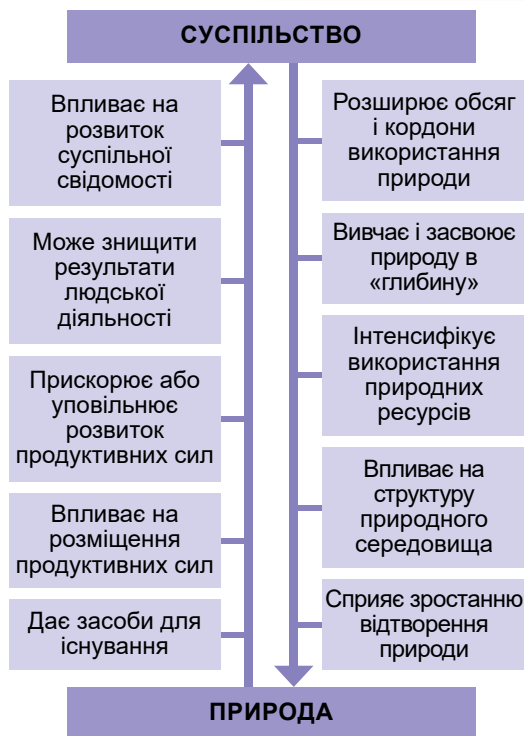 СУСПІЛЬСТВО
Впливає на
розвиток
суспільної
свідомості
Може знищити
результати
людської
діяльності
Прискорює або
уповільнює
розвиток
продуктивних сил
Впливає на
розміщення
продуктивних сил
Дає засоби для
існування
Розширює обсяг
і кордони
використання
природи
Вивчає і засвоює
природу в
«глибину»
Інтенсифікує
використання
природних
ресурсів
Впливає на
структуру
природного
середовища
Сприяє зростанню
відтворення
природи
ПРИРОДА